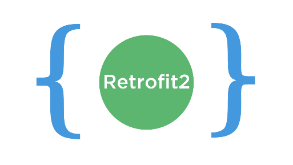 { Retrofit2 }